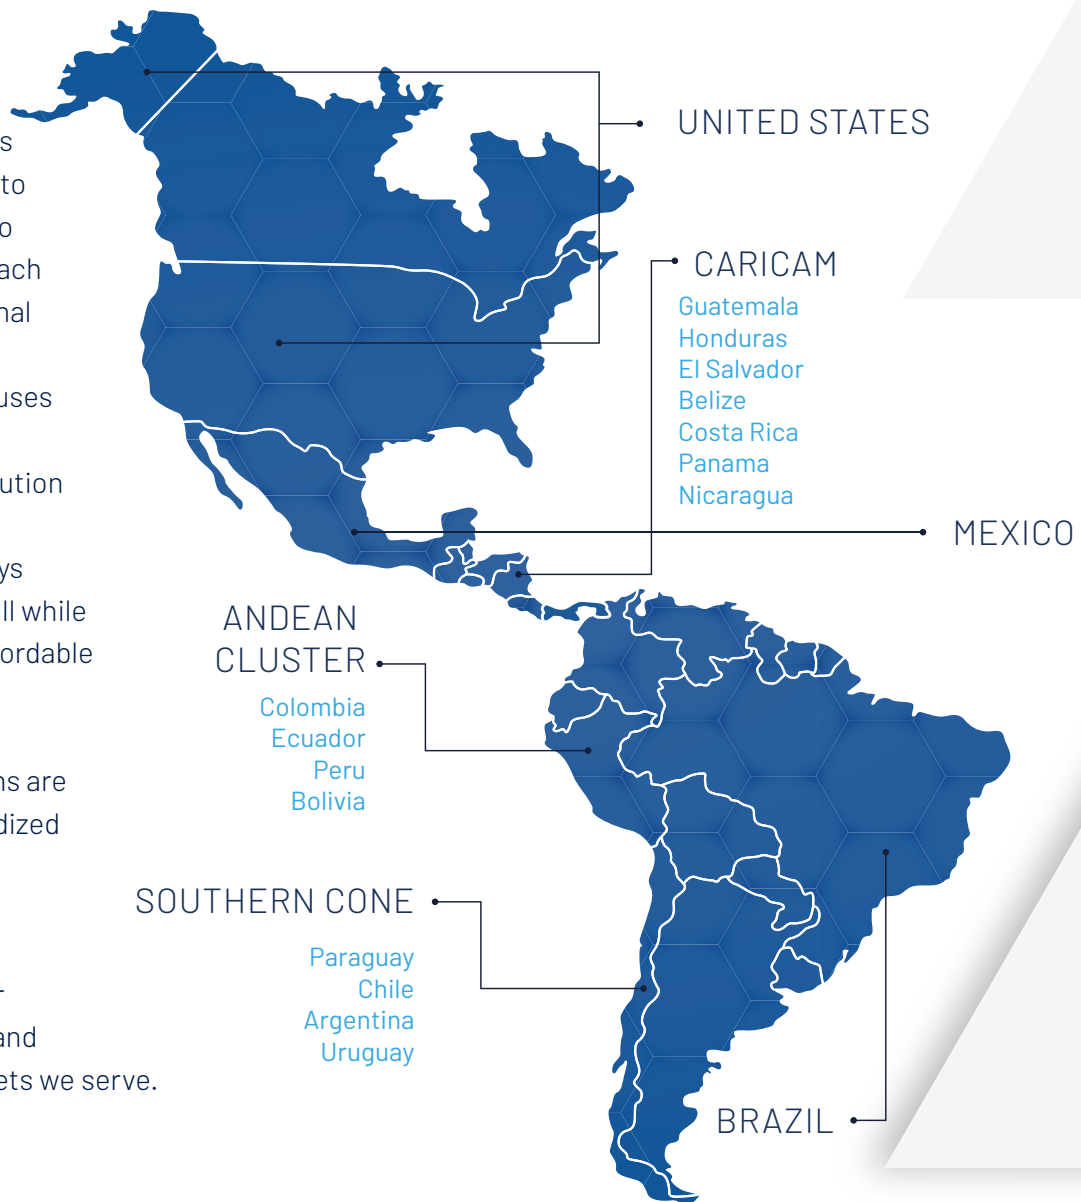 s
to
o
ach
nal
uses
ution
ys
ll while
ordable
ns are
dized
r
and
ets we serve.
UNITED STATES
CARICAM
Guatemala
Honduras
El Salvador
Belize
Costa Rica
Panama
Nicaragua
MEXICO
ANDEAN
CLUSTER
Colombia
Ecuador
Peru
Bolivia
SOUTHERN CONE
Paraguay
Chile
Argentina
Uruguay
BRAZIL